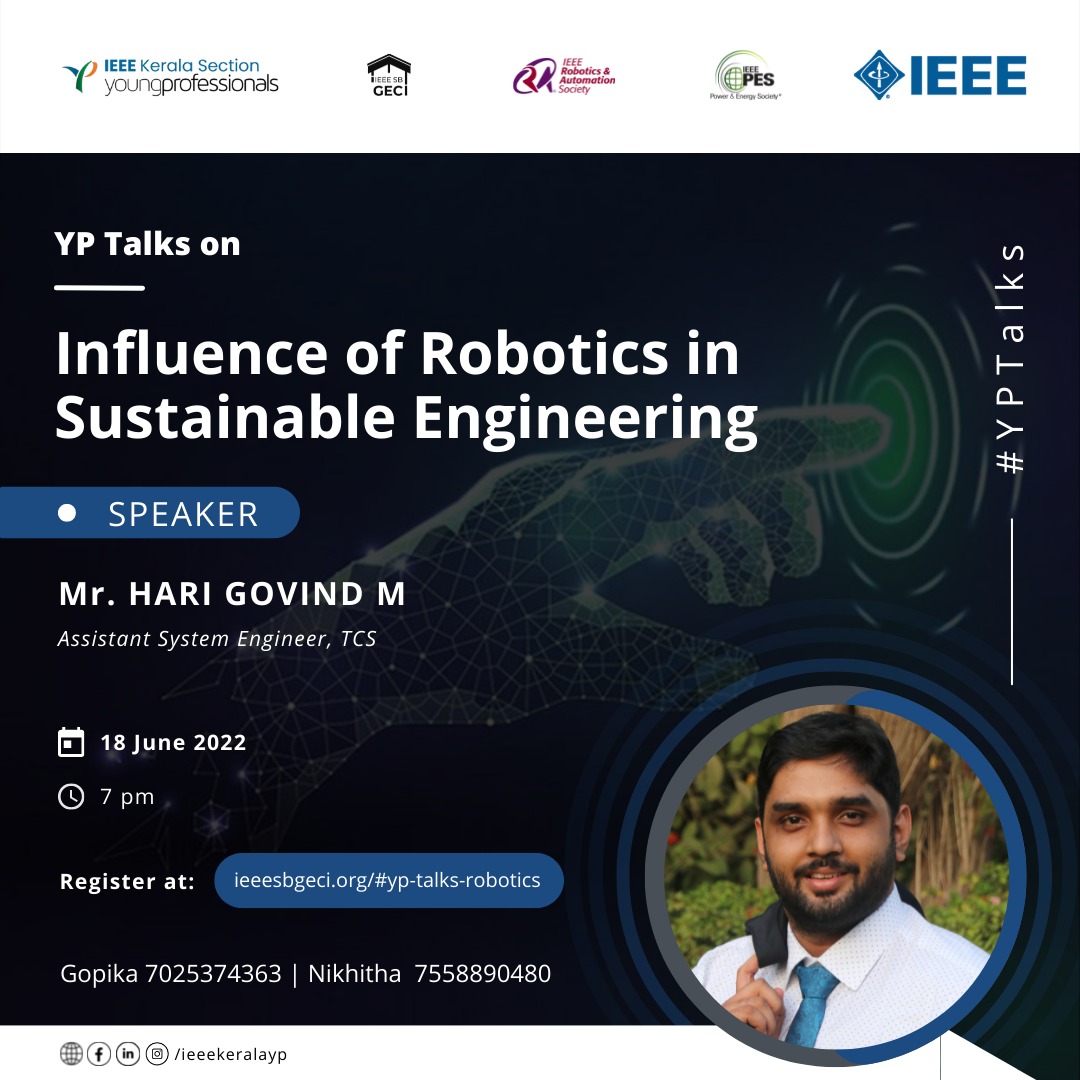 IEEE Kerala Section
youngprofessionals
IEEE SB
GECI
IEEE
Robotics &
Automation
Society
RA
IEEE
PES
Power & Energy Society®
IEEE
YP Talks on
Influence of Robotics in
Sustainable Engineering
#YPTalks
SPEAKER
Mr. HARI GOVIND M
Assistant System Engineer, TCS
18 June 2022
7 pm
Register at: ieeesbgeci.org/#yp-talks-robotics
Gopika 7025374363 | Nikhitha 7558890480
/ieeekeralayp